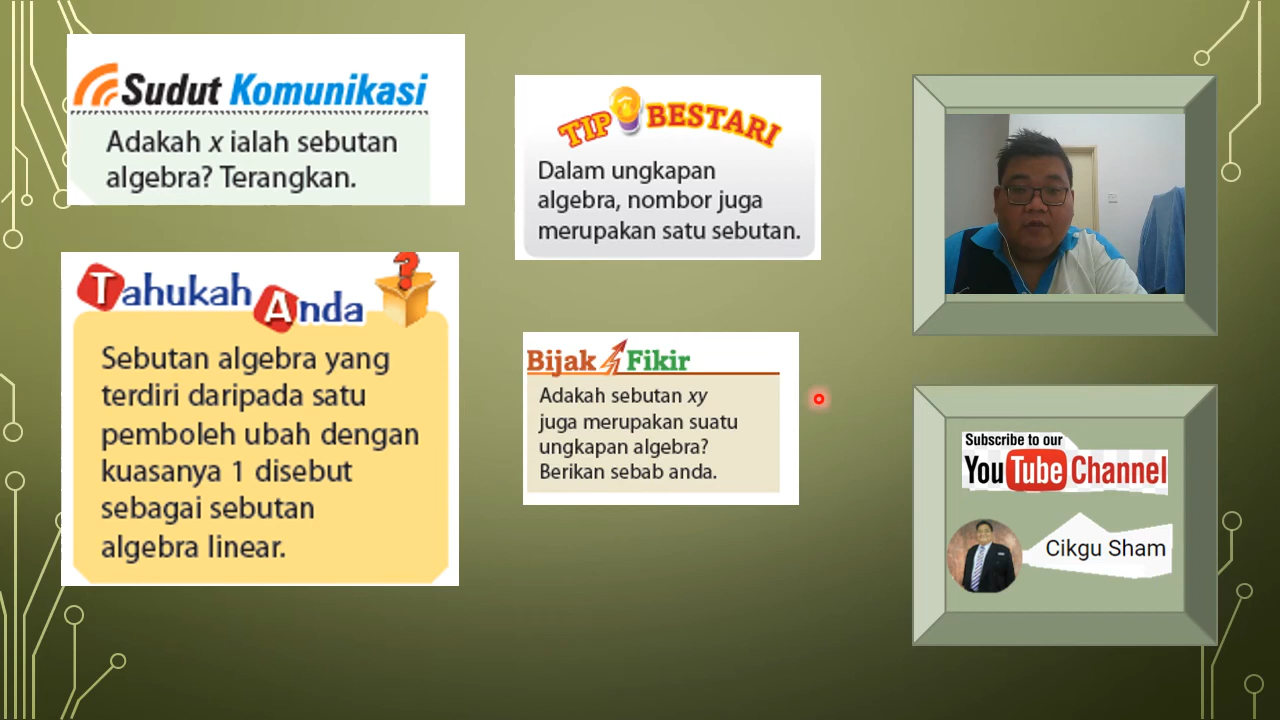 Sudut Komunikasi
Adakah x ialah sebutan
algebra? Terangkan.
Tahukah Anda
Sebutan algebra yang
terdiri daripada satu
pemboleh ubah dengan
kuasanya 1 disebut
sebagai sebutan
algebra linear.
TIP BESTARI
Dalam ungkapan
algebra, nombor juga
merupakan satu sebutan.
Bijak Fikir
Adakah sebutan xy
juga merupakan suatu
ungkapan algebra?
Berikan sebab anda.
Subscribe to our
YouTube Channel
Cikgu Sham